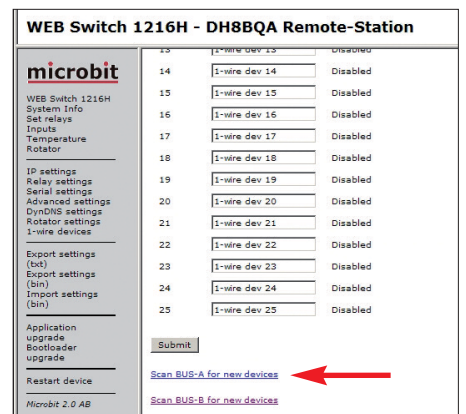 WEB Switch 1216H - DH8BQA Remote-Station
microbit
WEB Switch 1216H
System Info
Set relays
Inputs
Temperature
Rotator
IP settings
Relay settings
Serial settings
Advanced settings
DynDNS settings
Rotator settings
1-wire devices
Export settings
(txt)
Export settings
(bin)
Import settings
(bin)
Application
upgrade
Bootloader
upgrade
Restart device
Microbit 2.0 AB
13 1-wire dev 13 Disabled
14 1-wire dev 14 Disabled
15 1-wire dev 15 Disabled
16 1-wire dev 16 Disabled
17 1-wire dev 17 Disabled
18 1-wire dev 18 Disabled
19 1-wire dev 19 Disabled
20 1-wire dev 20 Disabled
21 1-wire dev 21 Disabled
22 1-wire dev 22 Disabled
23 1-wire dev 23 Disabled
24 1-wire dev 24 Disabled
25 1-wire dev 25 Disabled
Submit
Scan BUS-A for new devices
Scan BUS-B for new devices